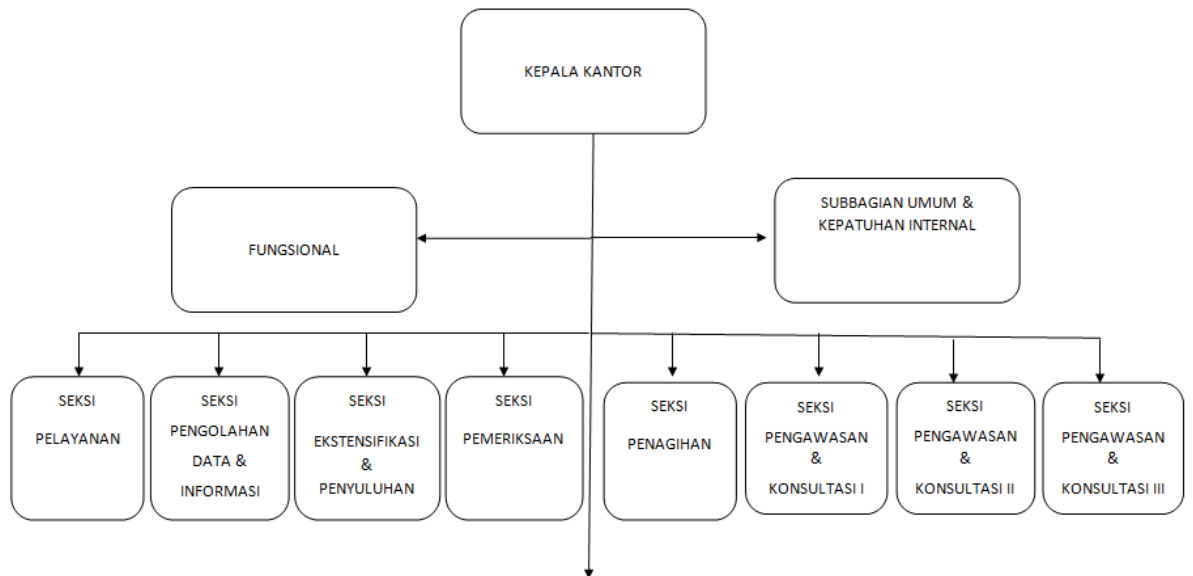 KEPALA KANTOR
FUNGSIONAL
SUBBAGIAN UMUM &
KEPATUHAN INTERNAL
SEKSI
PELAYANAN
SEKSI
PENGOLAHAN
DATA &
INFORMASI
SEKSI
EKSTENSIFIKASI
&
PENYULUHAN
SEKSI
PEMERIKSAAN
SEKSI
PENAGIHAN
SEKSI
PENGAWASAN
&
KONSULTASI I
SEKSI
PENGAWASAN
&
KONSULTASI II
SEKSI
PENGAWASAN
&
KONSULTASI III